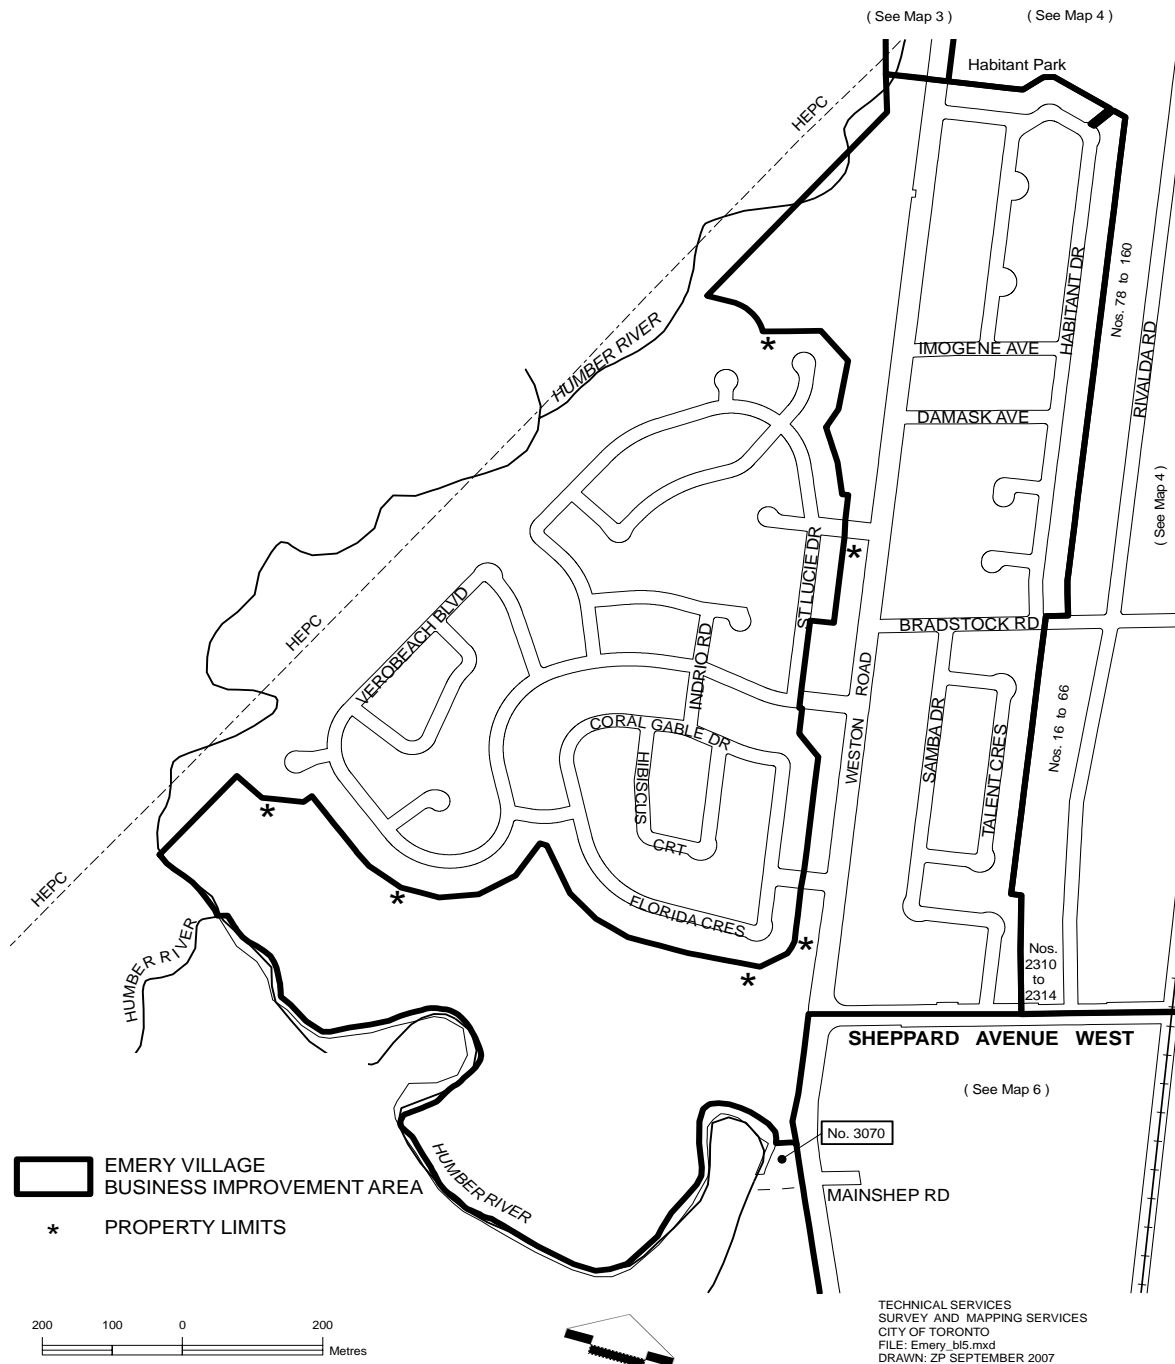 ( See Map 3 )
( See Map 4 )
Habitant Park
HEPC
HUMBER RIVER
HABITANT DR
Nos. 78 to 160
RIVALDA RD
IMOGENE AVE
DAMASK AVE
( See Map 4 )
ST LUCIE DR
BRADSTOCK RD
HEPC
VEROBEACH BLVD
INDRIO RD
WESTON ROAD
CORAL GABLE DR
HIBISCUS CRT
SAMBA DR
TALENT CRES
Nos. 16 to 66
HEPC
FLORIDA CRES
HUMBER RIVER
Nos.
2310
to
2314
SHEPPARD AVENUE WEST
( See Map 6 )
No. 3070
HUMBER RIVER
MAINSHEP RD
EMERY VILLAGE
BUSINESS IMPROVEMENT AREA
* PROPERTY LIMITS
200 100 0 200
Metres
TECHNICAL SERVICES
SURVEY AND MAPPING SERVICES
CITY OF TORONTO
FILE: Emery_bl5.mxd
DRAWN: ZP SEPTEMBER 2007